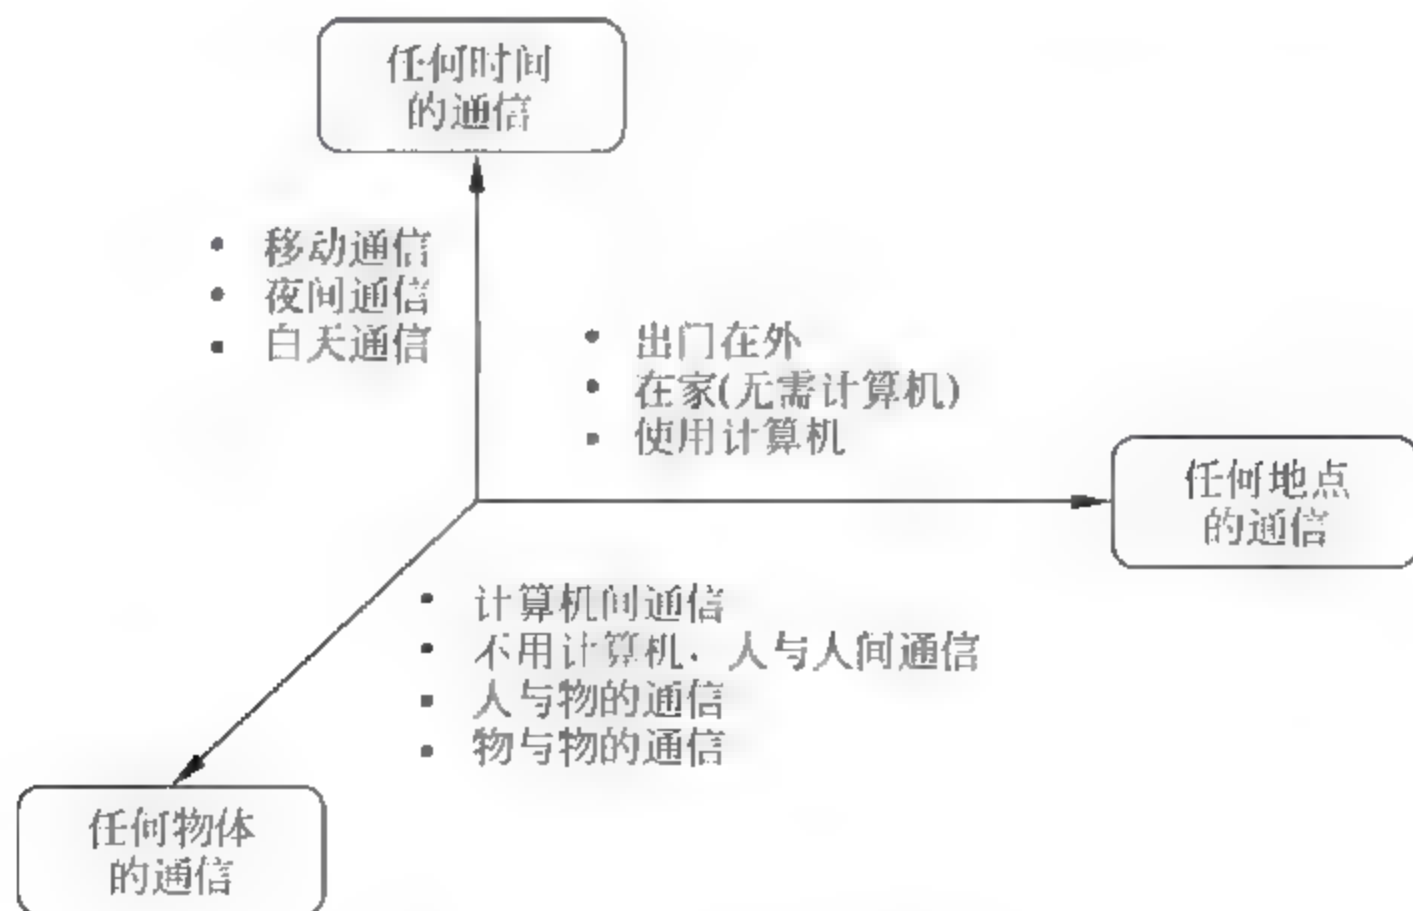 任何时间
的通信
• 移动通信
• 夜间通信
• 白天通信
• 出门在外
• 在家(无需计算机)
• 使用计算机
任何地点
的通信
• 计算机间通信
• 不用计算机，人与人间通信
• 人与物的通信
• 物与物的通信
任何物体
的通信